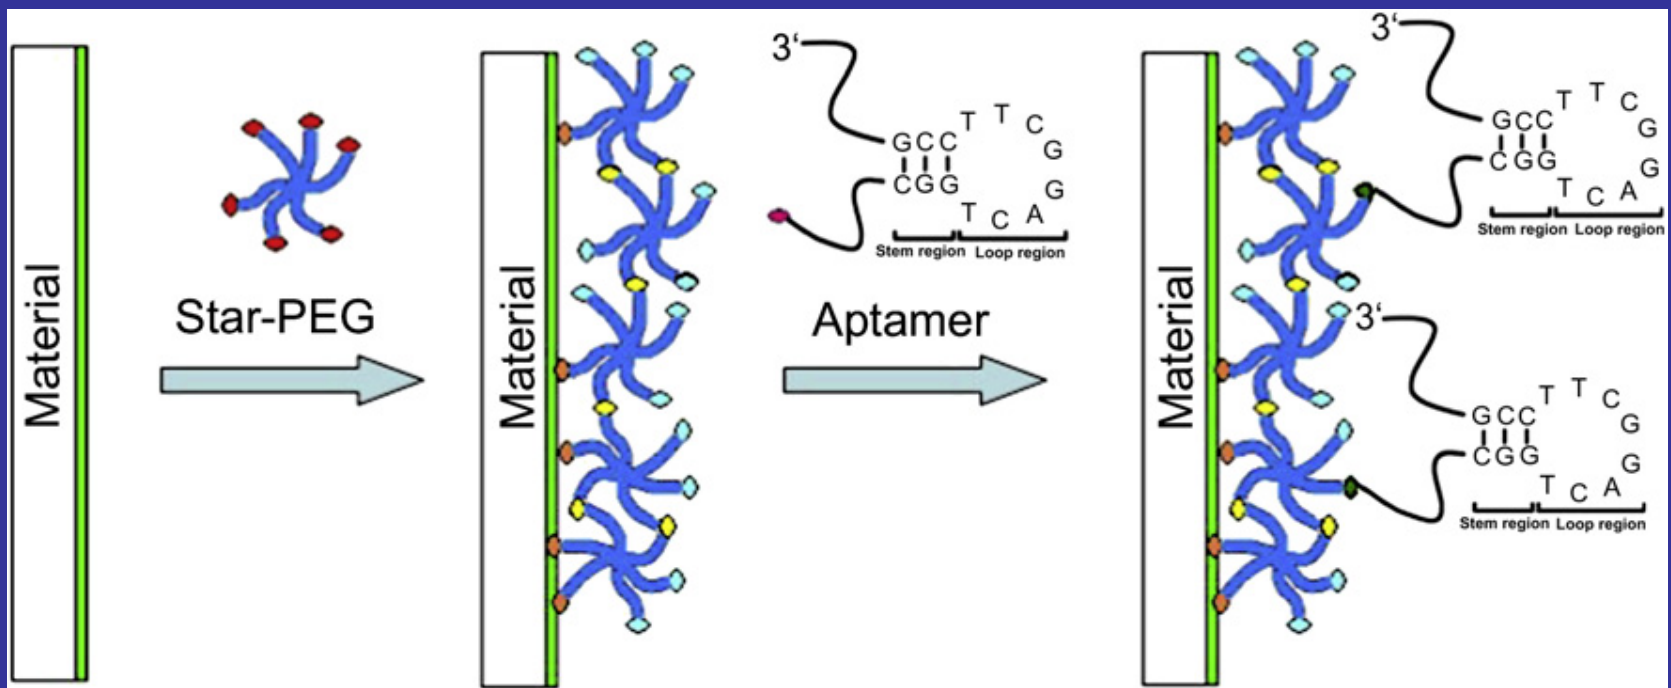 Material
Star-PEG
Material
3‘
GCC
T T C G
CGG
T C A G
Stem region Loop region
Aptamer
Material
3‘
GCC
T T C G
CGG
T C A G
Stem region Loop region
3‘
GCC
T T C G
CGG
T C A G
Stem region Loop region